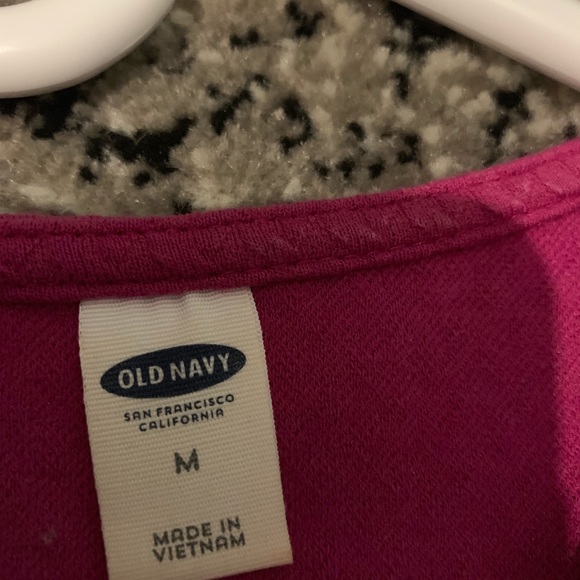 OLD NAVY
SAN FRANCISCO
CALIFORNIA
M
MADE IN
VIETNAM